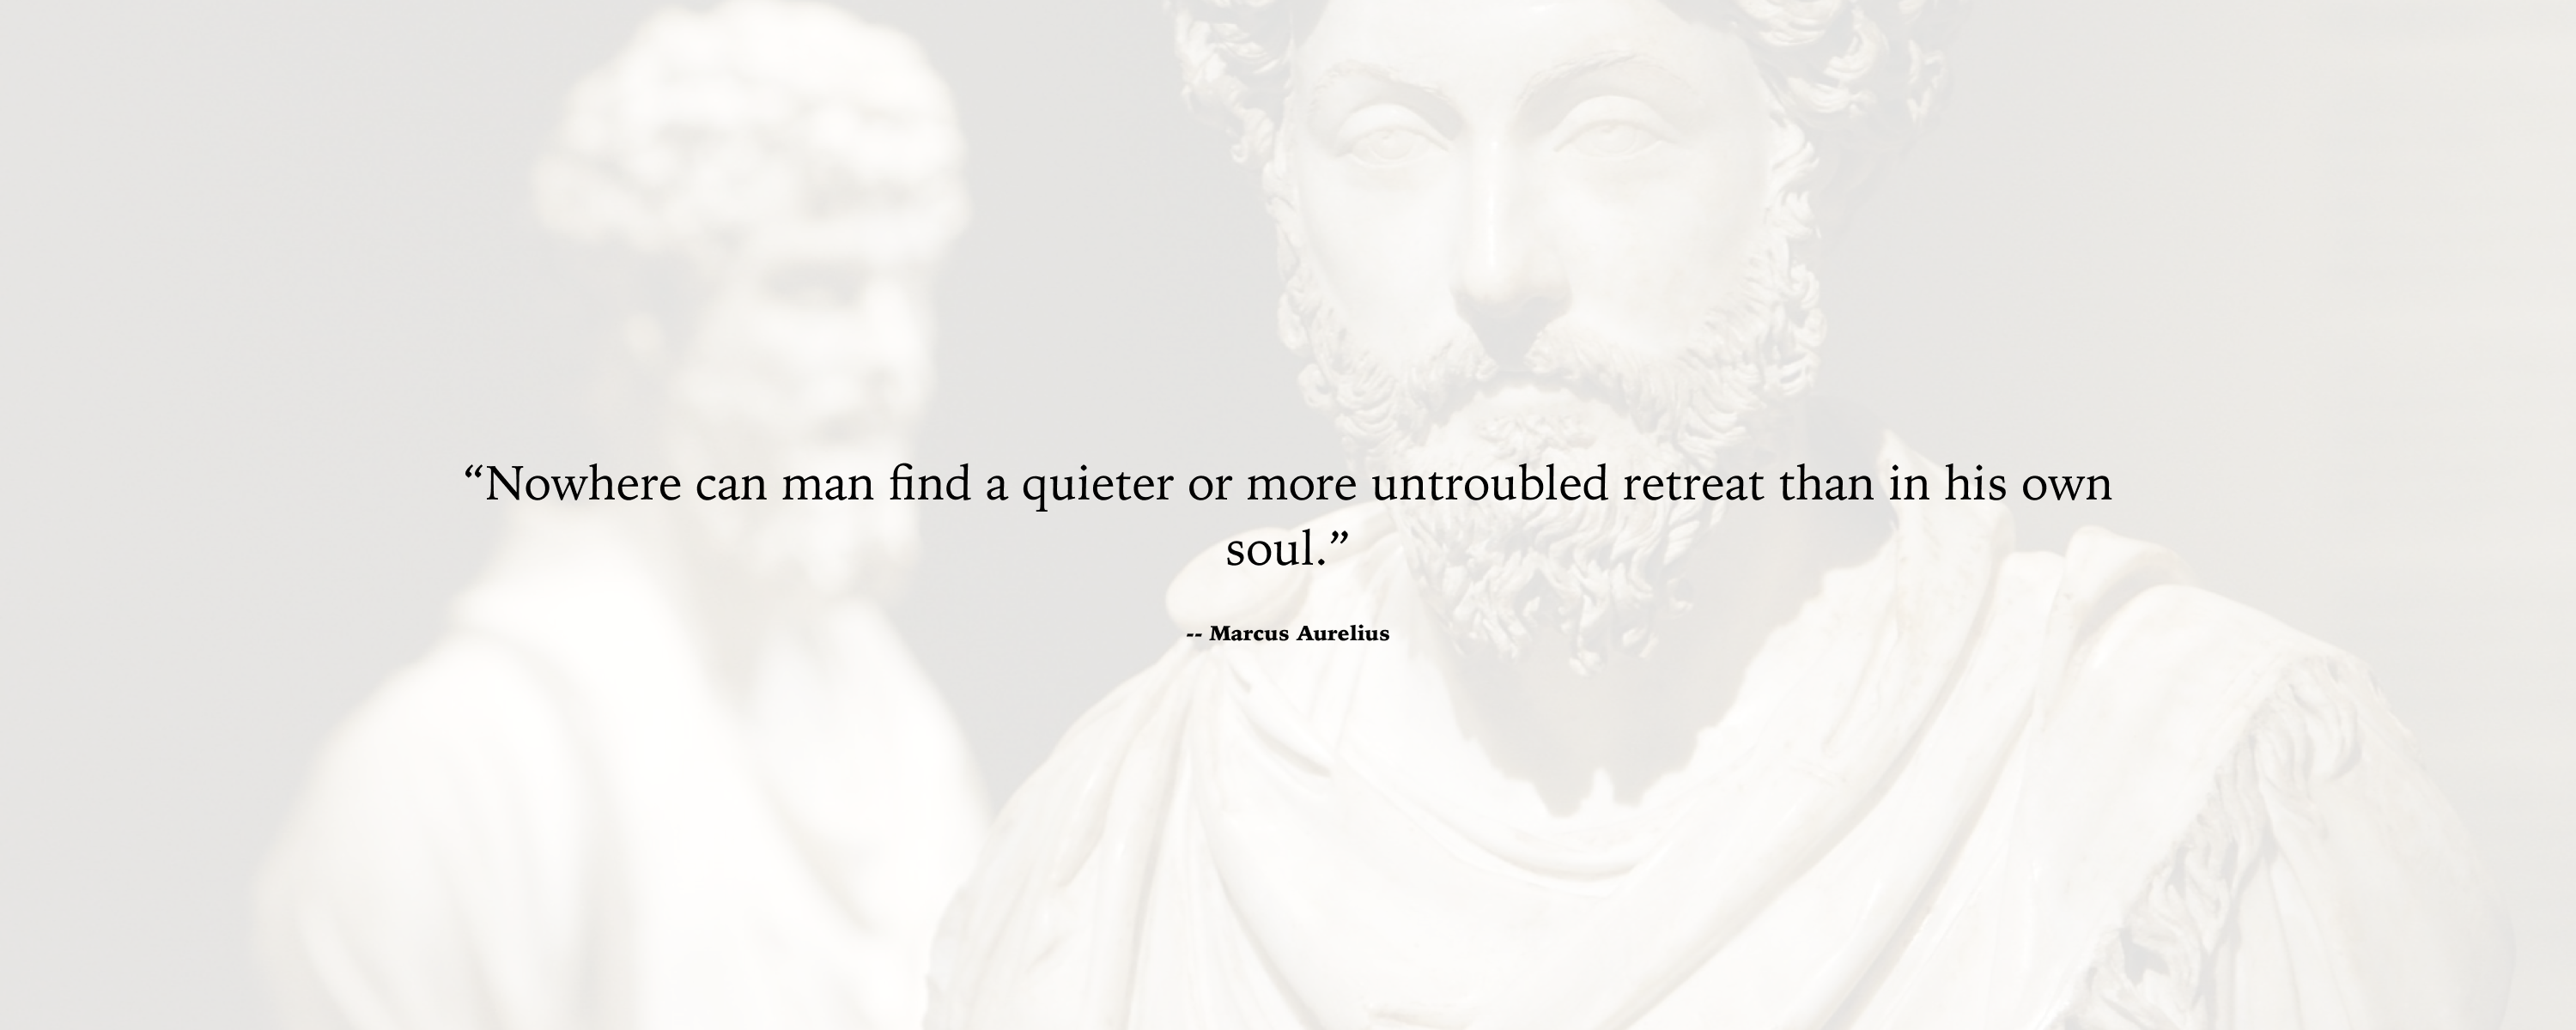 “Nowhere can man find a quieter or more untroubled retreat than in his own
soul.”
-- Marcus Aurelius